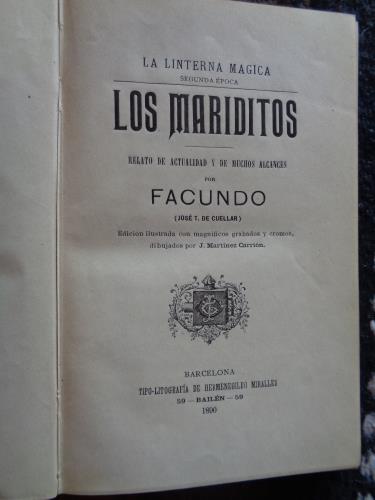 LA LINTERNA MAGICA
SEGUNDA ÉPOCA
LOS MARIDITOS
RELATO DE ACTUALIDAD Y DE MUCHOS ALCANCES
POR
FACUNDO
(JOSÉ T. DE CUELLAR)
Edicion ilustrada con magníficos grabados y cromos,
dibujados por J. Martínez Carrión.
BARCELONA
TIPO-LITOGRAFÍA DE HERMENEGILDO MIRALLES
59 — BAILÉN — 59
1890